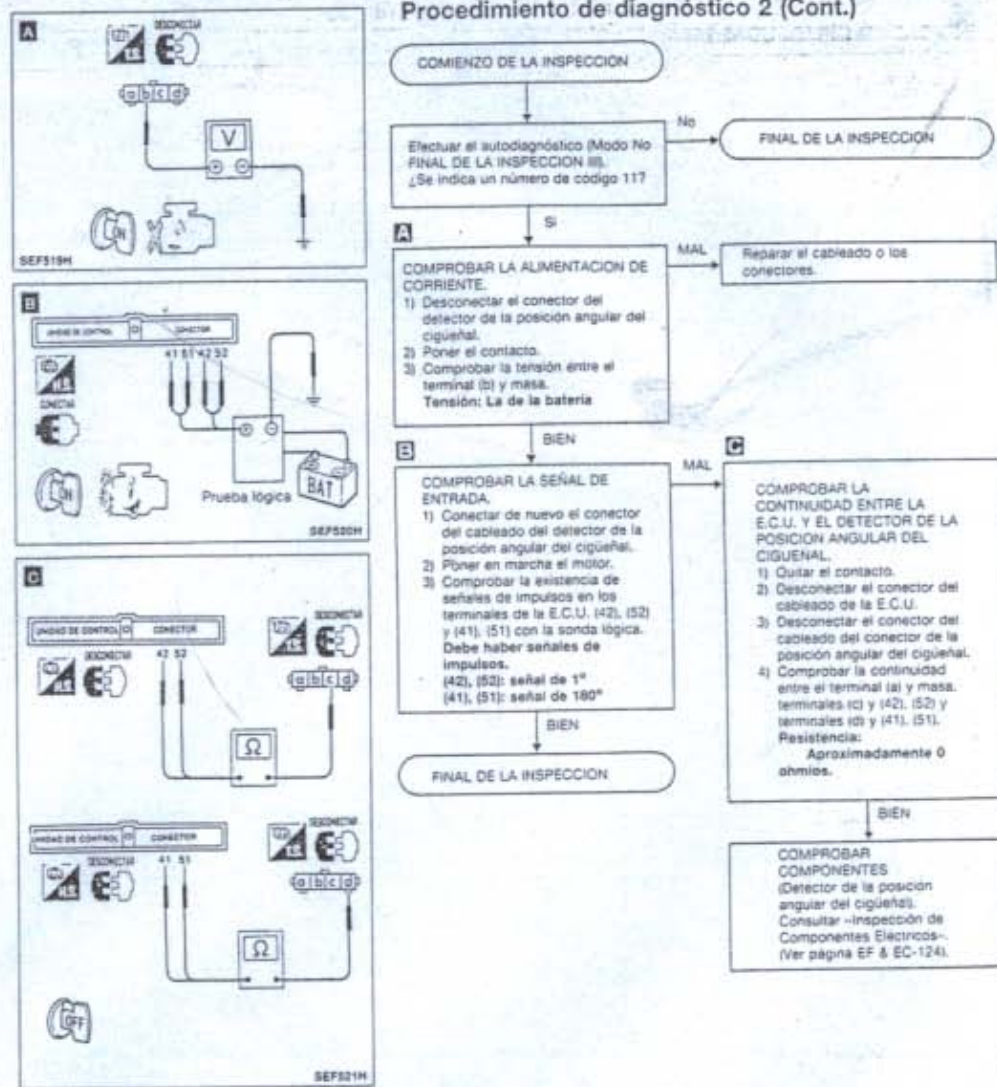 Procedimiento de diagnóstico 2 (Cont.)
A
DESCONECTAR
a b c d
V
ON
SEF519H
B
UNIDAD DE CONTROL
CONECTOR
41 51 42 52
H.S.
CONECTAR
ON
Prueba lógica
BAT
SEF520H
C
UNIDAD DE CONTROL
CONECTOR
DESCONECTAR
42 52
DESCONECTAR
a b c d
Ω
UNIDAD DE CONTROL
CONECTOR
DESCONECTAR
41 51
DESCONECTAR
a b c d
Ω
OFF
SEF521H
COMIENZO DE LA INSPECCION
Efectuar el autodiagnóstico (Modo No
FINAL DE LA INSPECCION III).
¿Se indica un número de código 11?
No
FINAL DE LA INSPECCION
Si
A
COMPROBAR LA ALIMENTACION DE
CORRIENTE.
1) Desconectar el conector del
detector de la posición angular del
cigüeñal.
2) Poner el contacto.
3) Comprobar la tensión entre el
terminal (b) y masa.
Tensión: La de la batería
MAL
Reparar el cableado o los
conectores.
BIEN
B
COMPROBAR LA SEÑAL DE
ENTRADA.
1) Conectar de nuevo el conector
del cableado del detector de la
posición angular del cigüeñal.
2) Poner en marcha el motor.
3) Comprobar la existencia de
señales de impulsos en los
terminales de la E.C.U. (42), (52)
y (41), (51) con la sonda lógica.
Debe haber señales de
impulsos.
(42), (52): señal de 1°
(41), (51): señal de 180°
BIEN
FINAL DE LA INSPECCION
MAL
C
COMPROBAR LA
CONTINUIDAD ENTRE LA
E.C.U. Y EL DETECTOR DE LA
POSICION ANGULAR DEL
CIGUEÑAL.
1) Quitar el contacto.
2) Desconectar el conector del
cableado de la E.C.U.
3) Desconectar el conector del
cableado del conector de la
posición angular del cigüeñal.
4) Comprobar la continuidad
entre el terminal (a) y masa,
terminales (c) y (42), (52) y
terminales (d) y (41), (51).
Resistencia:
Aproximadamente 0
ohmios.
BIEN
COMPROBAR
COMPONENTES
(Detector de la posición
angular del cigüeñal).
Consultar –Inspección de
Componentes Electricos–.
(Ver página EF & EC-124).